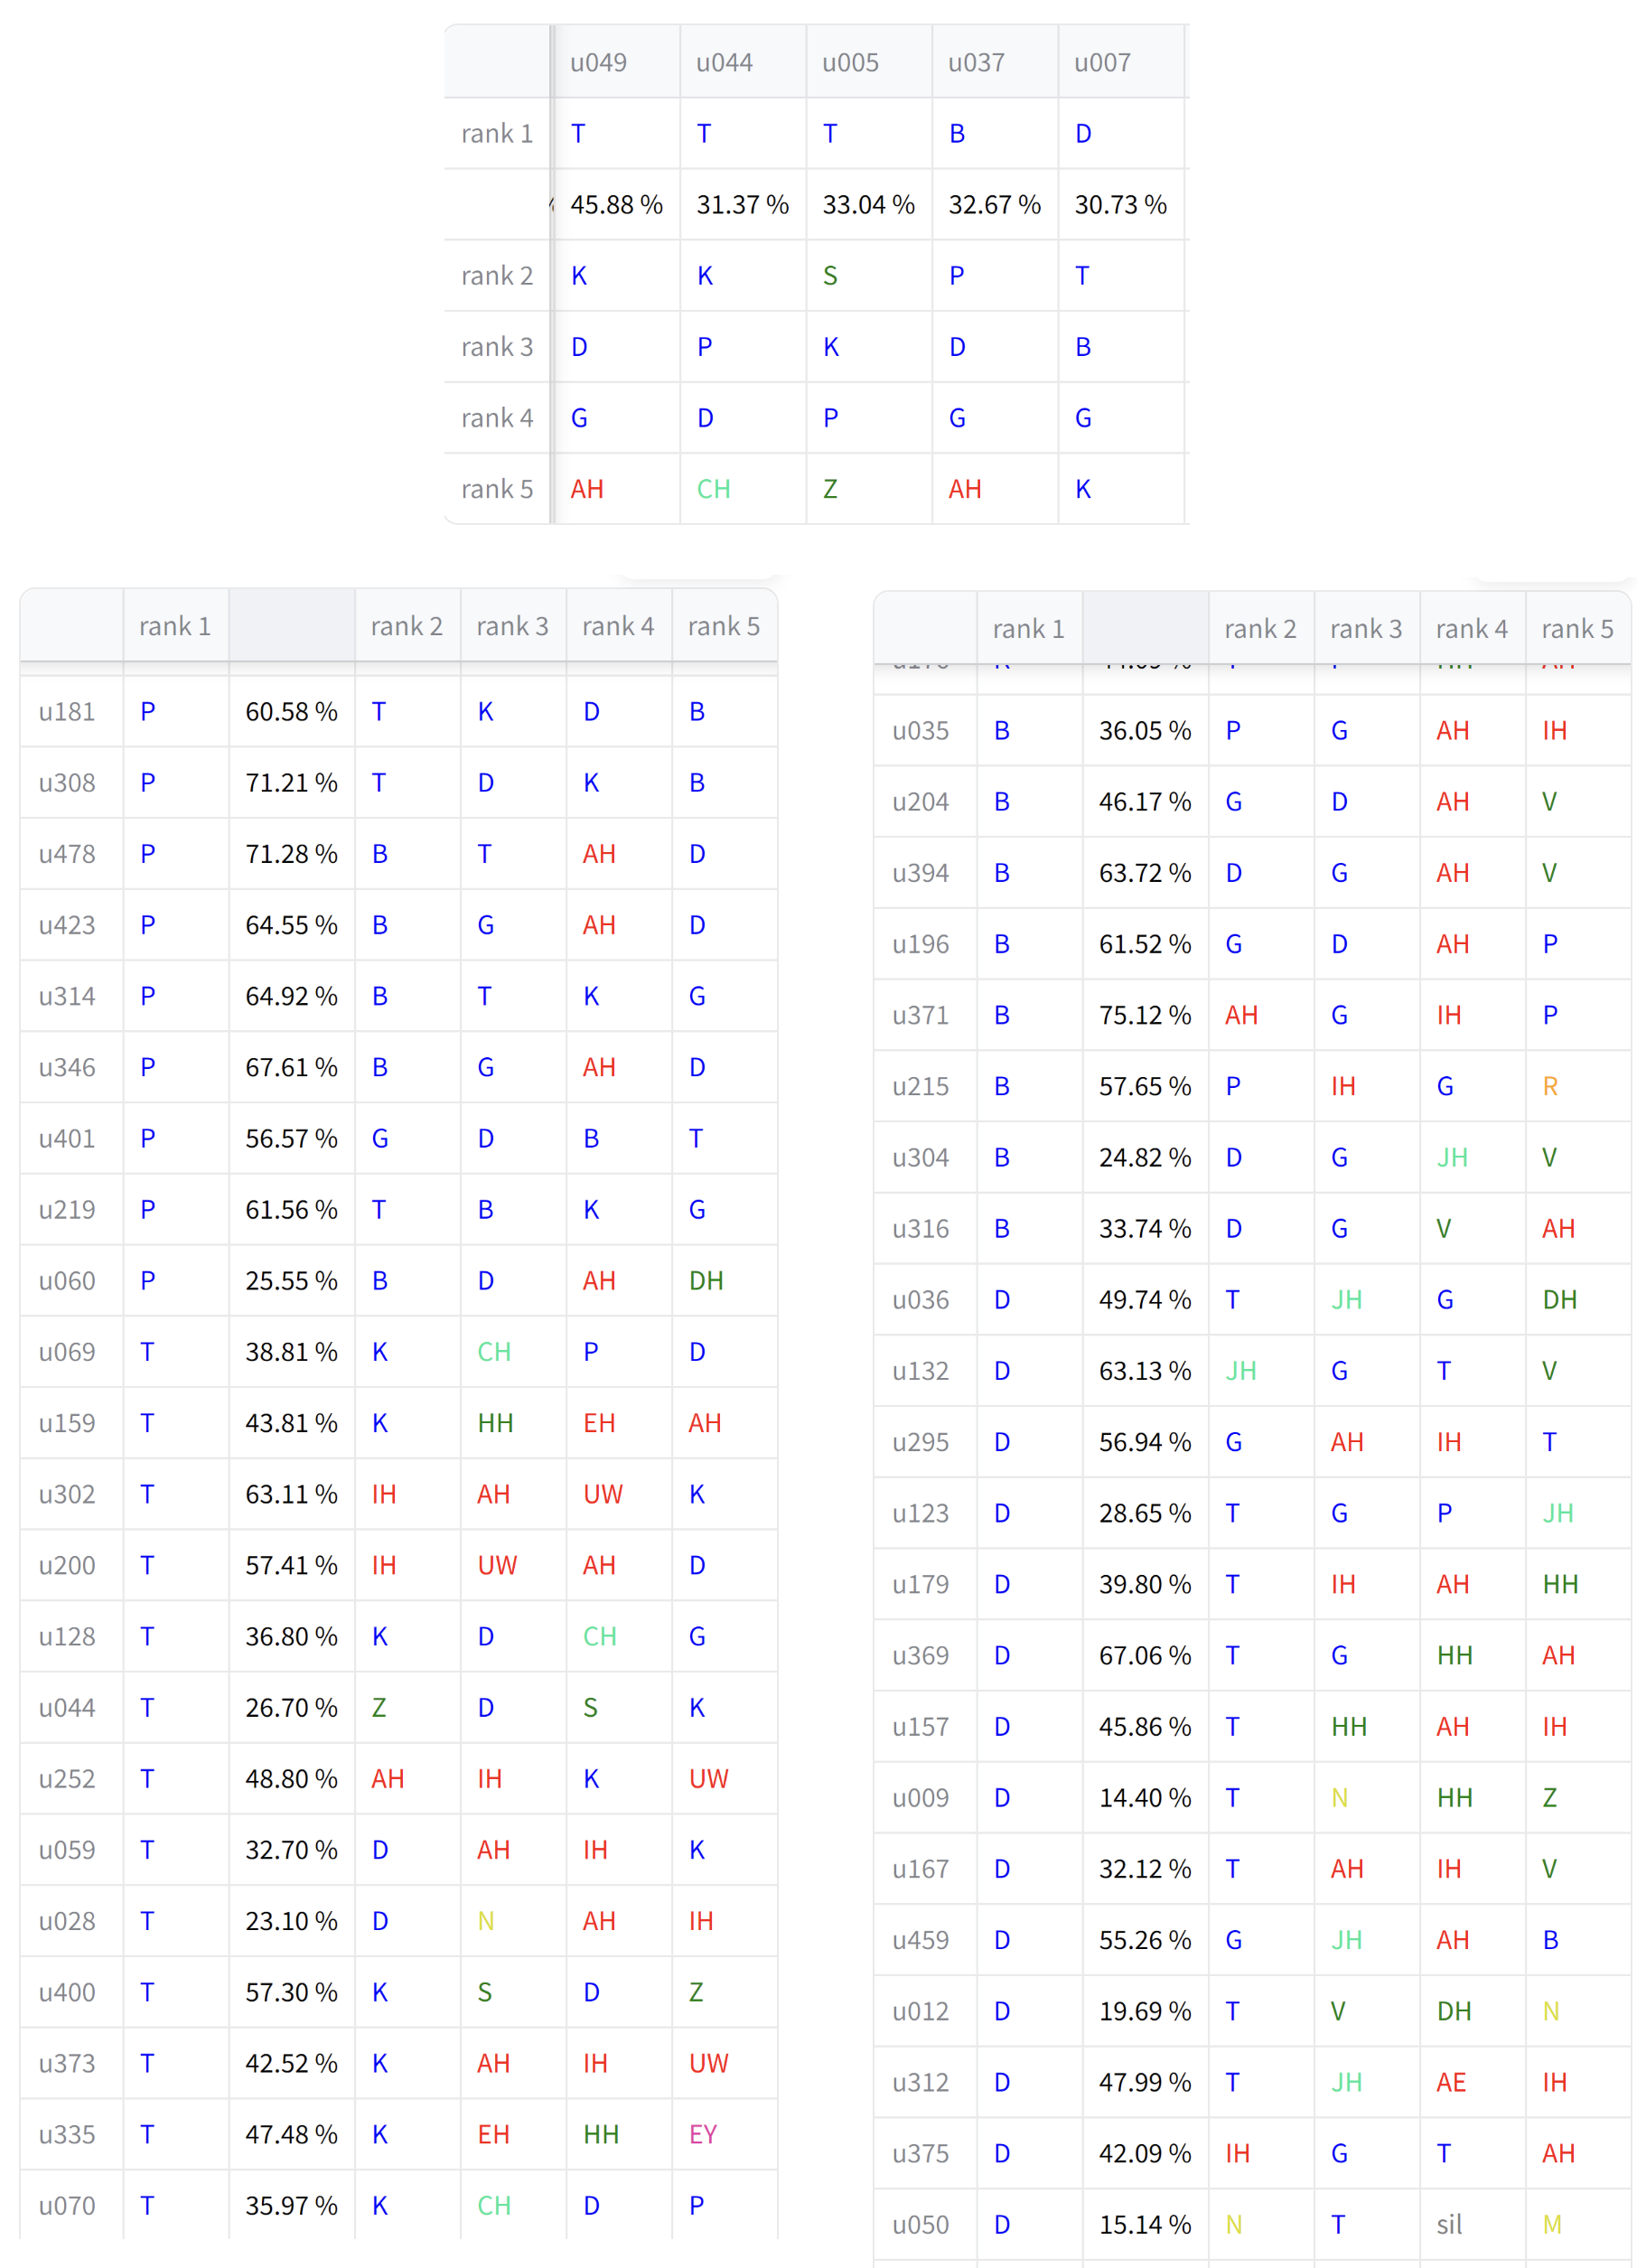 u049 u044 u005 u037 u007
rank 1 T T T B D
45.88 % 31.37 % 33.04 % 32.67 % 30.73 %
rank 2 K K S P T
rank 3 D P K D B
rank 4 G D P G G
rank 5 AH CH Z AH K
rank 1 rank 2 rank 3 rank 4 rank 5
u181 P 60.58 % T K D B
u308 P 71.21 % T D K B
u478 P 71.28 % B T AH D
u423 P 64.55 % B G AH D
u314 P 64.92 % B T K G
u346 P 67.61 % B G AH D
u401 P 56.57 % G D B T
u219 P 61.56 % T B K G
u060 P 25.55 % B D AH DH
u069 T 38.81 % K CH P D
u159 T 43.81 % K HH EH AH
u302 T 63.11 % IH AH UW K
u200 T 57.41 % IH UW AH D
u128 T 36.80 % K D CH G
u044 T 26.70 % Z D S K
u252 T 48.80 % AH IH K UW
u059 T 32.70 % D AH IH K
u028 T 23.10 % D N AH IH
u400 T 57.30 % K S D Z
u373 T 42.52 % K AH IH UW
u335 T 47.48 % K EH HH EY
u070 T 35.97 % K CH D P
rank 1 rank 2 rank 3 rank 4 rank 5
u035 B 36.05 % P G AH IH
u204 B 46.17 % G D AH V
u394 B 63.72 % D G AH V
u196 B 61.52 % G D AH P
u371 B 75.12 % AH G IH P
u215 B 57.65 % P IH G R
u304 B 24.82 % D G JH V
u316 B 33.74 % D G V AH
u036 D 49.74 % T JH G DH
u132 D 63.13 % JH G T V
u295 D 56.94 % G AH IH T
u123 D 28.65 % T G P JH
u179 D 39.80 % T IH AH HH
u369 D 67.06 % T G HH AH
u157 D 45.86 % T HH AH IH
u009 D 14.40 % T N HH Z
u167 D 32.12 % T AH IH V
u459 D 55.26 % G JH AH B
u012 D 19.69 % T V DH N
u312 D 47.99 % T JH AE IH
u375 D 42.09 % IH G T AH
u050 D 15.14 % N T sil M